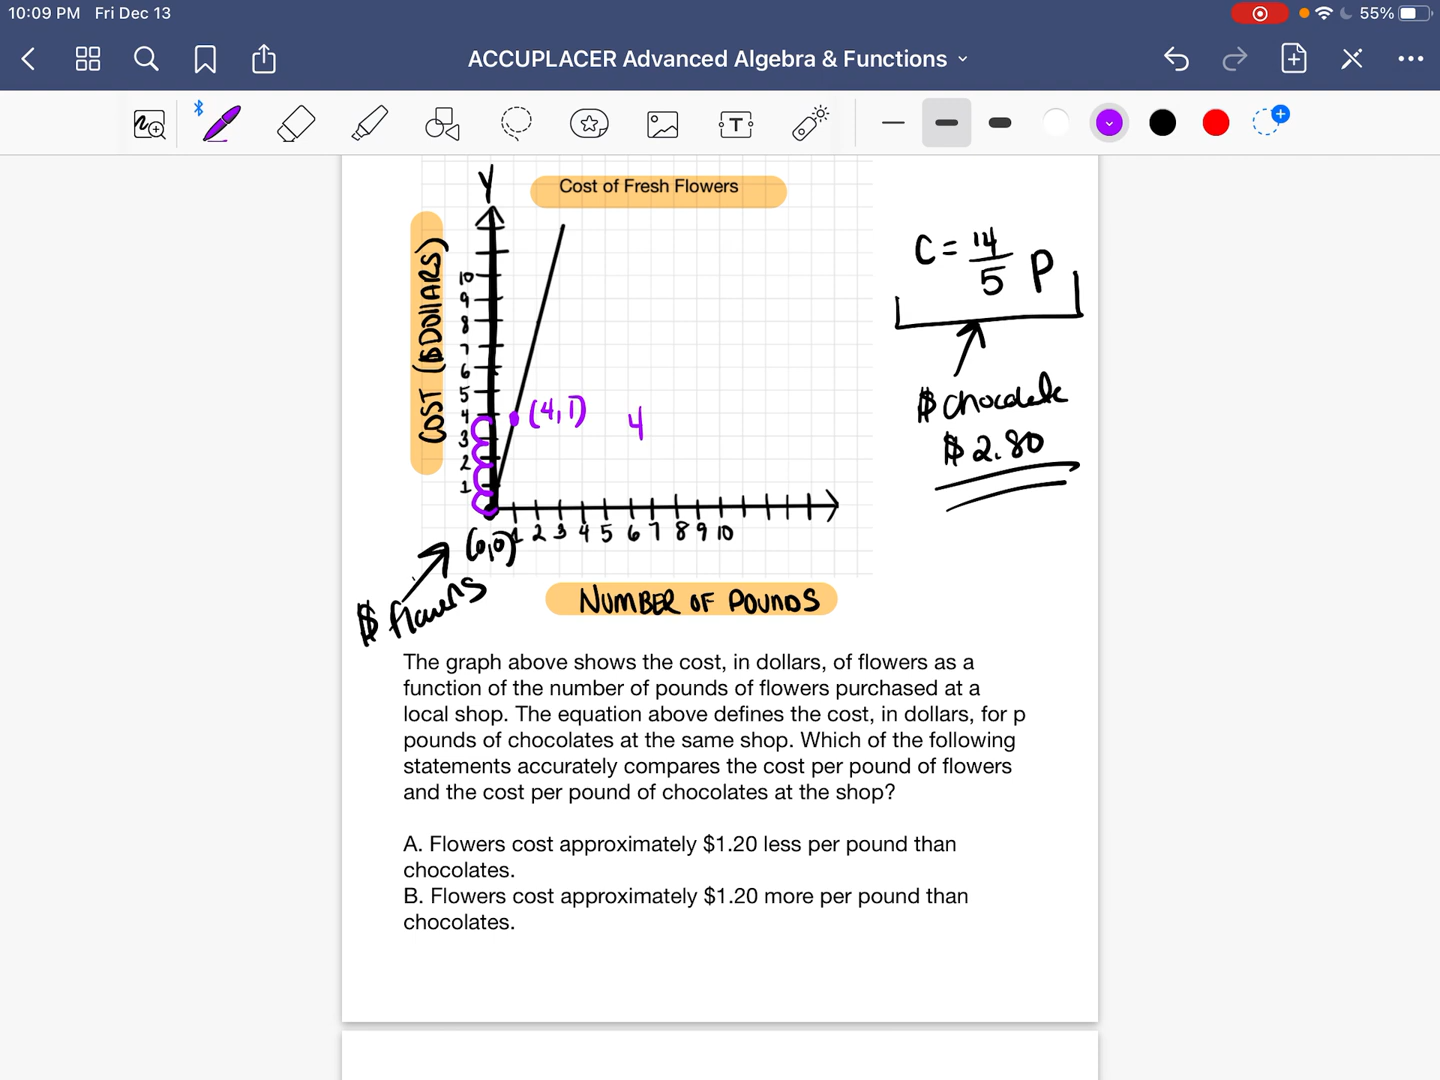 10:09 PM Fri Dec 13
55%
ACCUPLACER Advanced Algebra & Functions
Y
Cost of Fresh Flowers
COST ($DOllARS)
10
9
8
7
6
5
4
3
2
1
(4,1)
4
C = 14/5 P
$ chocolate
$ 2.80
(0,0)
1 2 3 4 5 6 7 8 9 10
$ flowers
NUMBER OF POUNDS
The graph above shows the cost, in dollars, of flowers as a
function of the number of pounds of flowers purchased at a
local shop. The equation above defines the cost, in dollars, for p
pounds of chocolates at the same shop. Which of the following
statements accurately compares the cost per pound of flowers
and the cost per pound of chocolates at the shop?
A. Flowers cost approximately $1.20 less per pound than
chocolates.
B. Flowers cost approximately $1.20 more per pound than
chocolates.